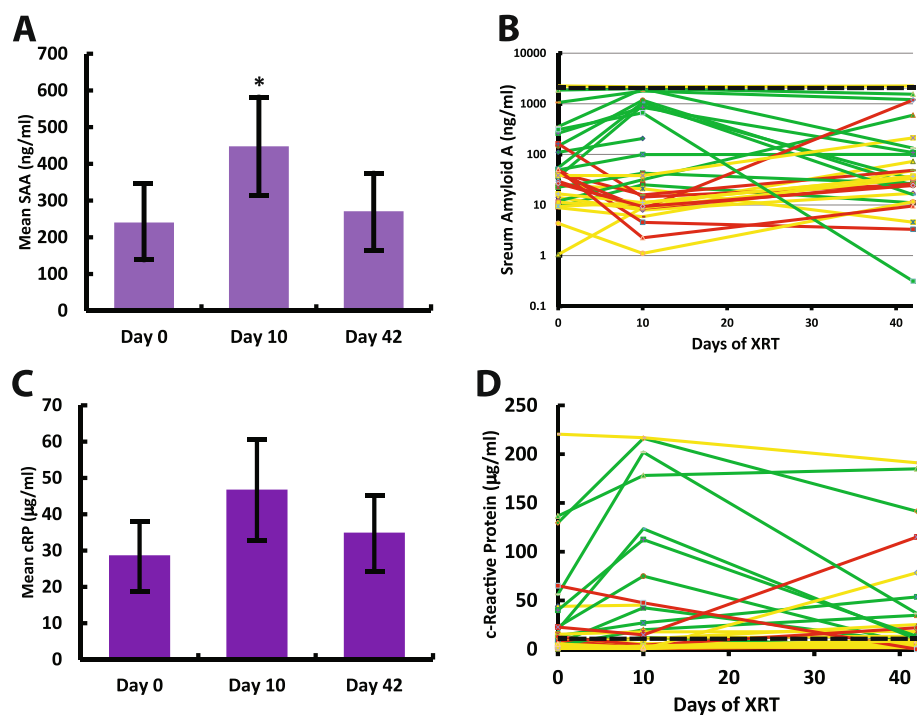 A
700
600
500
400
300
200
100
0
Mean SAA (ng/ml)
*
Day 0 Day 10 Day 42
B
10000
1000
100
10
1
0.1
Sreum Amyloid A (ng/ml)
0 10 20 30 40
Days of XRT
C
70
60
50
40
30
20
10
0
Mean cRP (µg/ml)
Day 0 Day 10 Day 42
D
250
200
150
100
50
0
c-Reactive Protein (µg/ml)
0 10 20 30 40
Days of XRT